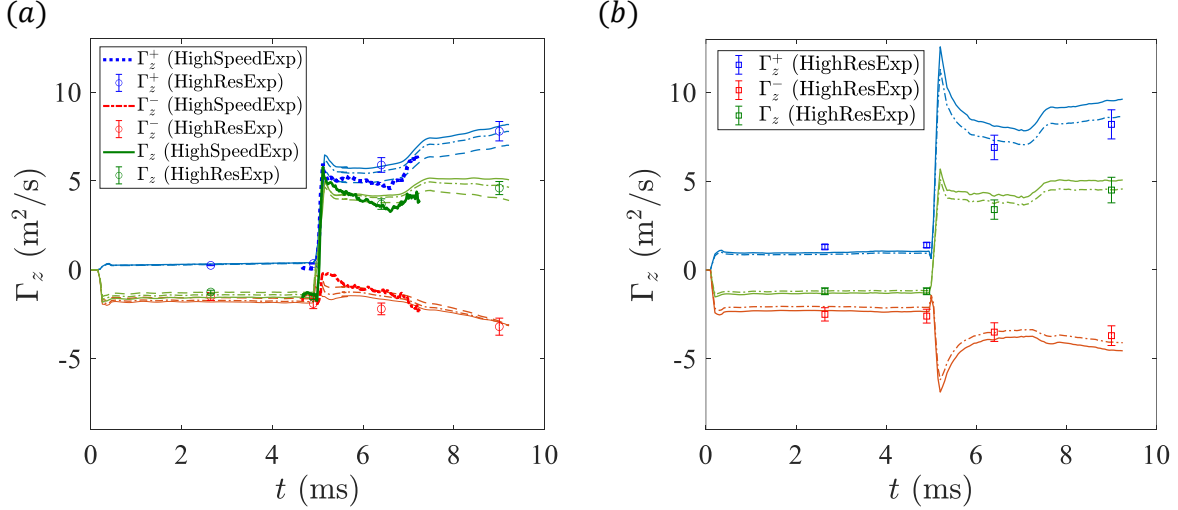 (a)
Γz+ (HighSpeedExp)
Γz+ (HighResExp)
Γz− (HighSpeedExp)
Γz− (HighResExp)
Γz (HighSpeedExp)
Γz (HighResExp)
10
5
0
-5
Γz (m²/s)
0 2 4 6 8 10
t (ms)
(b)
Γz+ (HighResExp)
Γz− (HighResExp)
Γz (HighResExp)
10
5
0
-5
Γz (m²/s)
0 2 4 6 8 10
t (ms)